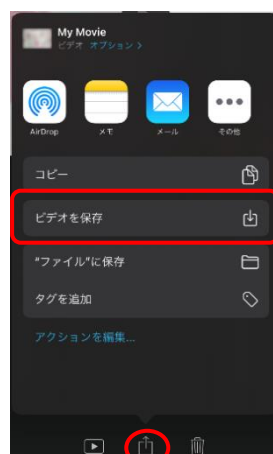 My Movie
ビデオ オプション >
AirDrop
メモ
メール
その他
コピー
ビデオを保存
"ファイル"に保存
タグを追加
アクションを編集...